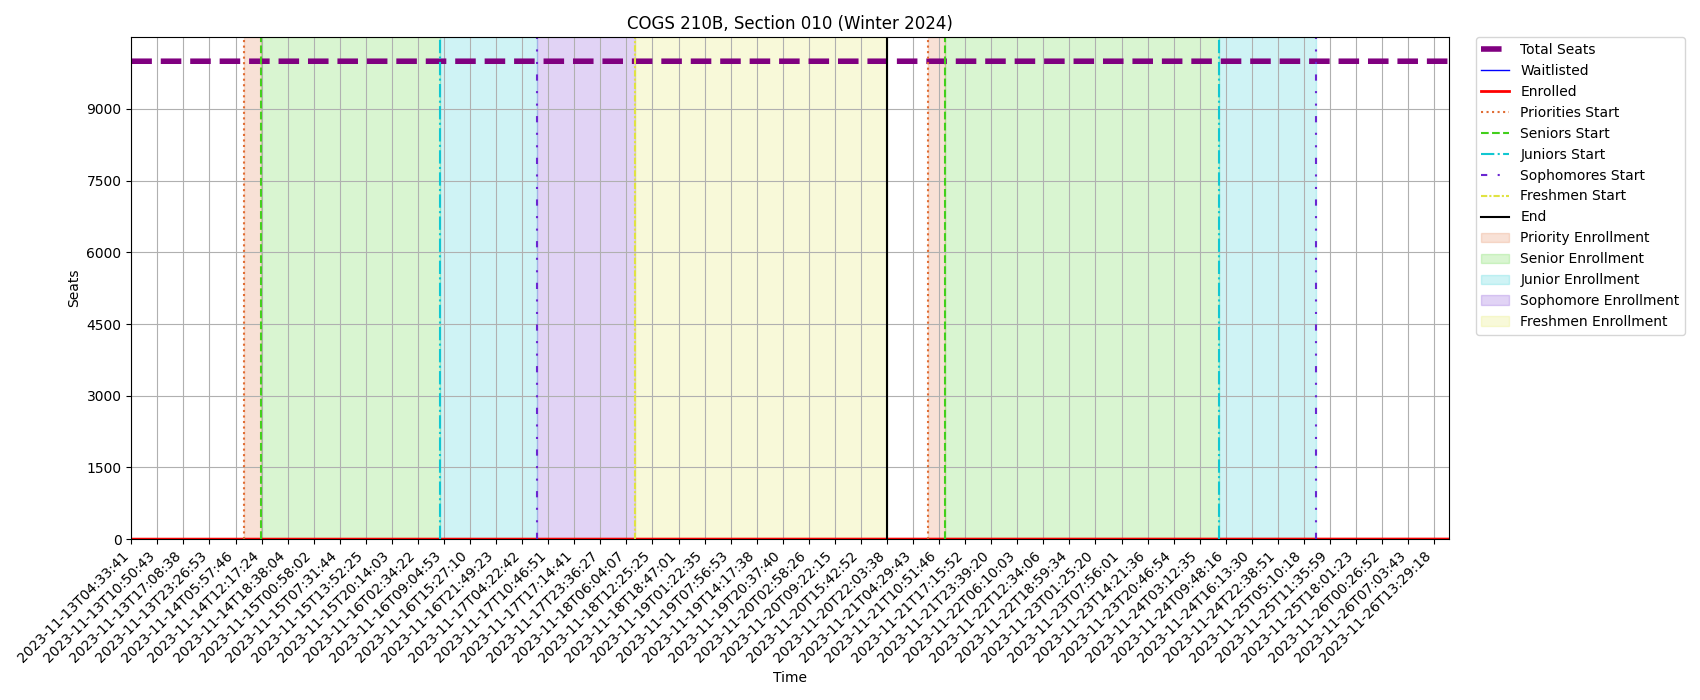 COGS 210B, Section 010 (Winter 2024)
Seats
9000
7500
6000
4500
3000
1500
0
2023-11-13T04:33:41
2023-11-13T10:50:43
2023-11-13T17:08:38
2023-11-13T23:26:53
2023-11-14T05:57:46
2023-11-14T12:17:24
2023-11-14T18:38:04
2023-11-15T00:58:02
2023-11-15T07:31:44
2023-11-15T13:52:25
2023-11-15T20:14:03
2023-11-16T02:34:22
2023-11-16T09:04:53
2023-11-16T15:27:10
2023-11-16T21:49:23
2023-11-17T04:22:42
2023-11-17T10:46:51
2023-11-17T17:14:41
2023-11-17T23:36:27
2023-11-18T06:04:07
2023-11-18T12:25:25
2023-11-18T18:47:01
2023-11-19T01:22:35
2023-11-19T07:56:53
2023-11-19T14:17:38
2023-11-19T20:37:40
2023-11-20T02:58:26
2023-11-20T09:22:15
2023-11-20T15:42:52
2023-11-20T22:03:38
2023-11-21T04:29:43
2023-11-21T10:51:46
2023-11-21T17:15:52
2023-11-21T23:39:20
2023-11-22T06:10:03
2023-11-22T12:34:06
2023-11-22T18:59:34
2023-11-23T01:25:20
2023-11-23T07:56:01
2023-11-23T14:21:36
2023-11-23T20:46:54
2023-11-24T03:12:35
2023-11-24T09:48:16
2023-11-24T16:13:30
2023-11-24T22:38:51
2023-11-25T05:10:18
2023-11-25T11:35:59
2023-11-25T18:01:23
2023-11-26T00:26:52
2023-11-26T07:03:43
2023-11-26T13:29:18
Time
Total Seats
Waitlisted
Enrolled
Priorities Start
Seniors Start
Juniors Start
Sophomores Start
Freshmen Start
End
Priority Enrollment
Senior Enrollment
Junior Enrollment
Sophomore Enrollment
Freshmen Enrollment